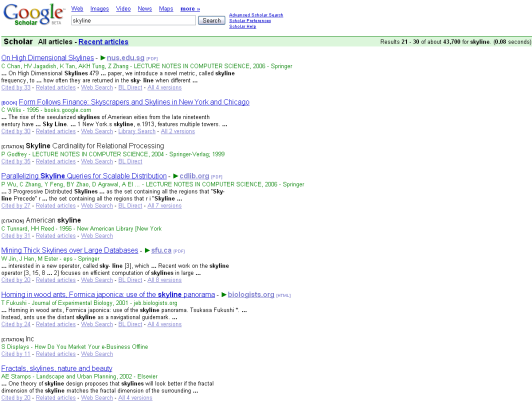 Web Images Video News Maps more »
Google
Scholar BETA
skyline
Search
Advanced Scholar Search
Scholar Preferences
Scholar Help
Scholar All articles - Recent articles
Results 21 - 30 of about 43,700 for skyline. (0.08 seconds)
On High Dimensional Skylines - ►nus.edu.sg [PDF]
C Chan, HV Jagadish, K Tan, AKH Tung, Z Zhang - LECTURE NOTES IN COMPUTER SCIENCE, 2006 - Springer
... On High Dimensional Skylines 479 ... paper, we introduce a novel metric, called skyline
frequency, to ... how often they are returned in the sky- line when different ...
Cited by 33 - Related articles - Web Search - BL Direct - All 4 versions
[BOOK] Form Follows Finance: Skyscrapers and Skylines in New York and Chicago
C Willis - 1995 - books.google.com
... The rise of the secularized skylines of American cities from the late nineteenth
century have ... Sky Line. ... 1 New York s skyline, c.1913, features multiple towers. ...
Cited by 30 - Related articles - Web Search - Library Search - All 2 versions
[CITATION] Skyline Cardinality for Relational Processing
P Godfrey - LECTURE NOTES IN COMPUTER SCIENCE, 2004 - Springer-Verlag, 1999
Cited by 35 - Related articles - Web Search - BL Direct
Parallelizing Skyline Queries for Scalable Distribution - ►cdlib.org [PDF]
P Wu, C Zhang, Y Feng, BY Zhao, D Agrawal, A El ... - LECTURE NOTES IN COMPUTER SCIENCE, 2006 - Springer
... 3 Progressive Distributed Skylines ... as the set containing all the regions that "Sky-
line Precede" r ... the set containing all the regions that r i "Skyline ...
Cited by 27 - Related articles - Web Search - BL Direct - All 7 versions
[CITATION] American skyline
C Tunnard, HH Reed - 1956 - New American Library [New York
Cited by 31 - Related articles - Web Search
Mining Thick Skylines over Large Databases - ►sfu.ca [PDF]
W Jin, J Han, M Ester - eps - Springer
... interested in a new operator, called sky- line [3], which ... Recent work on the skyline
operator [3, 15, 8 ... 2] focuses on efficient computation of skylines in large ...
Cited by 20 - Related articles - Web Search - BL Direct - All 8 versions
Homing in wood ants, Formica japonica: use of the skyline panorama - ►biologists.org [HTML]
T Fukushi - Journal of Experimental Biology, 2001 - jeb.biologists.org
... Homing in wood ants, Formica japonica: use of the skyline panorama. Tsukasa Fukushi *. ...
Instead, ants use the distant skyline as a navigational guidemark. ...
Cited by 24 - Related articles - Web Search - BL Direct - All 4 versions
[CITATION] Inc
S Displays - How Do You Market Your e-Business Offline
Cited by 11 - Related articles - Web Search
Fractals, skylines, nature and beauty
AE Stamps - Landscape and Urban Planning, 2002 - Elsevier
... One theory of skyline design proposes that skylines will look better if the fractal
dimension of the skyline matches the fractal dimension of the surrounding ...
Cited by 20 - Related articles - Web Search - All 4 versions